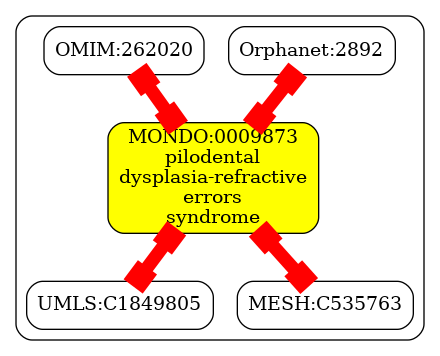 OMIM:262020
Orphanet:2892
MONDO:0009873
pilodental
dysplasia-refractive
errors
syndrome
UMLS:C1849805
MESH:C535763